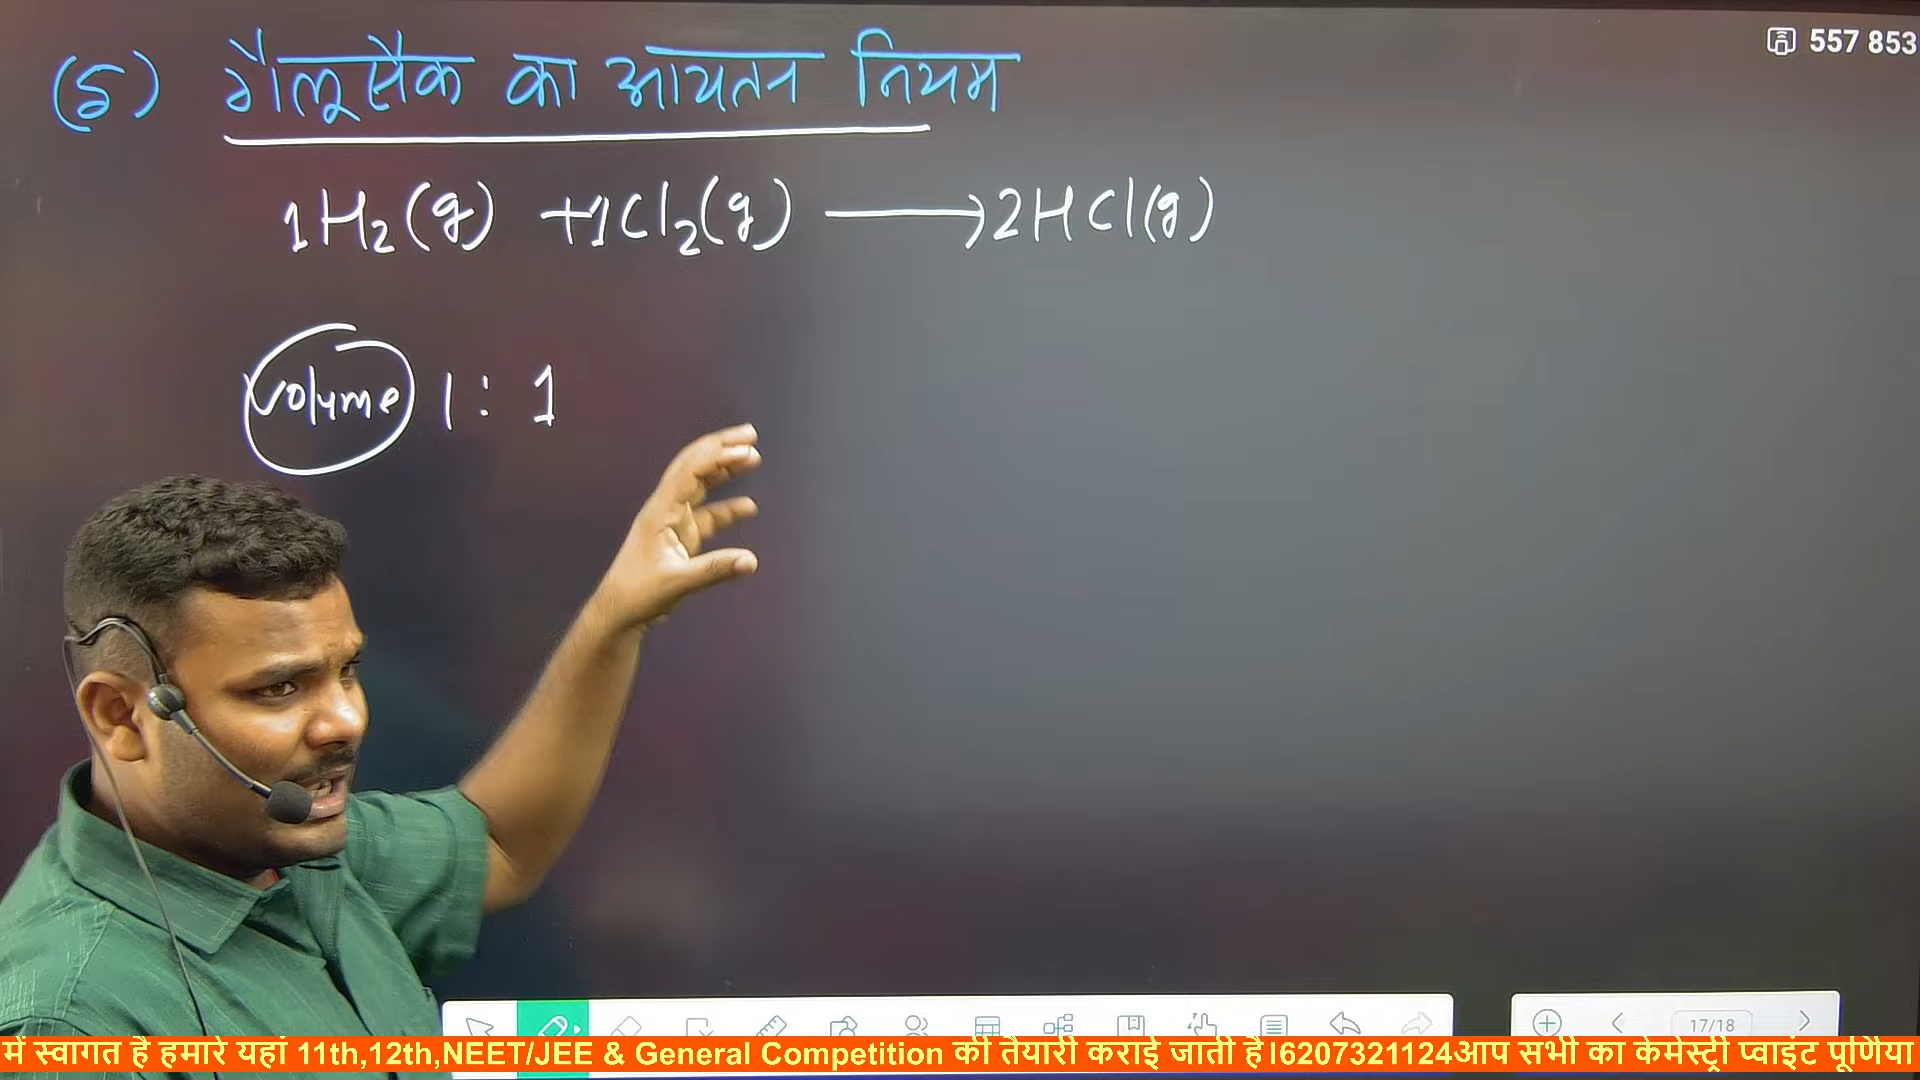 (5) गैलूसैक का आयतन नियम
557 853
1H₂(g) +1Cl₂(g) ⟶2HCl(g)
Volume 1 : 1
17/18
में स्वागत है हमारे यहां 11th,12th,NEET/JEE & General Competition की तैयारी कराई जाती है।6207321124आप सभी का केमेस्ट्री प्वाइंट पूर्णिया